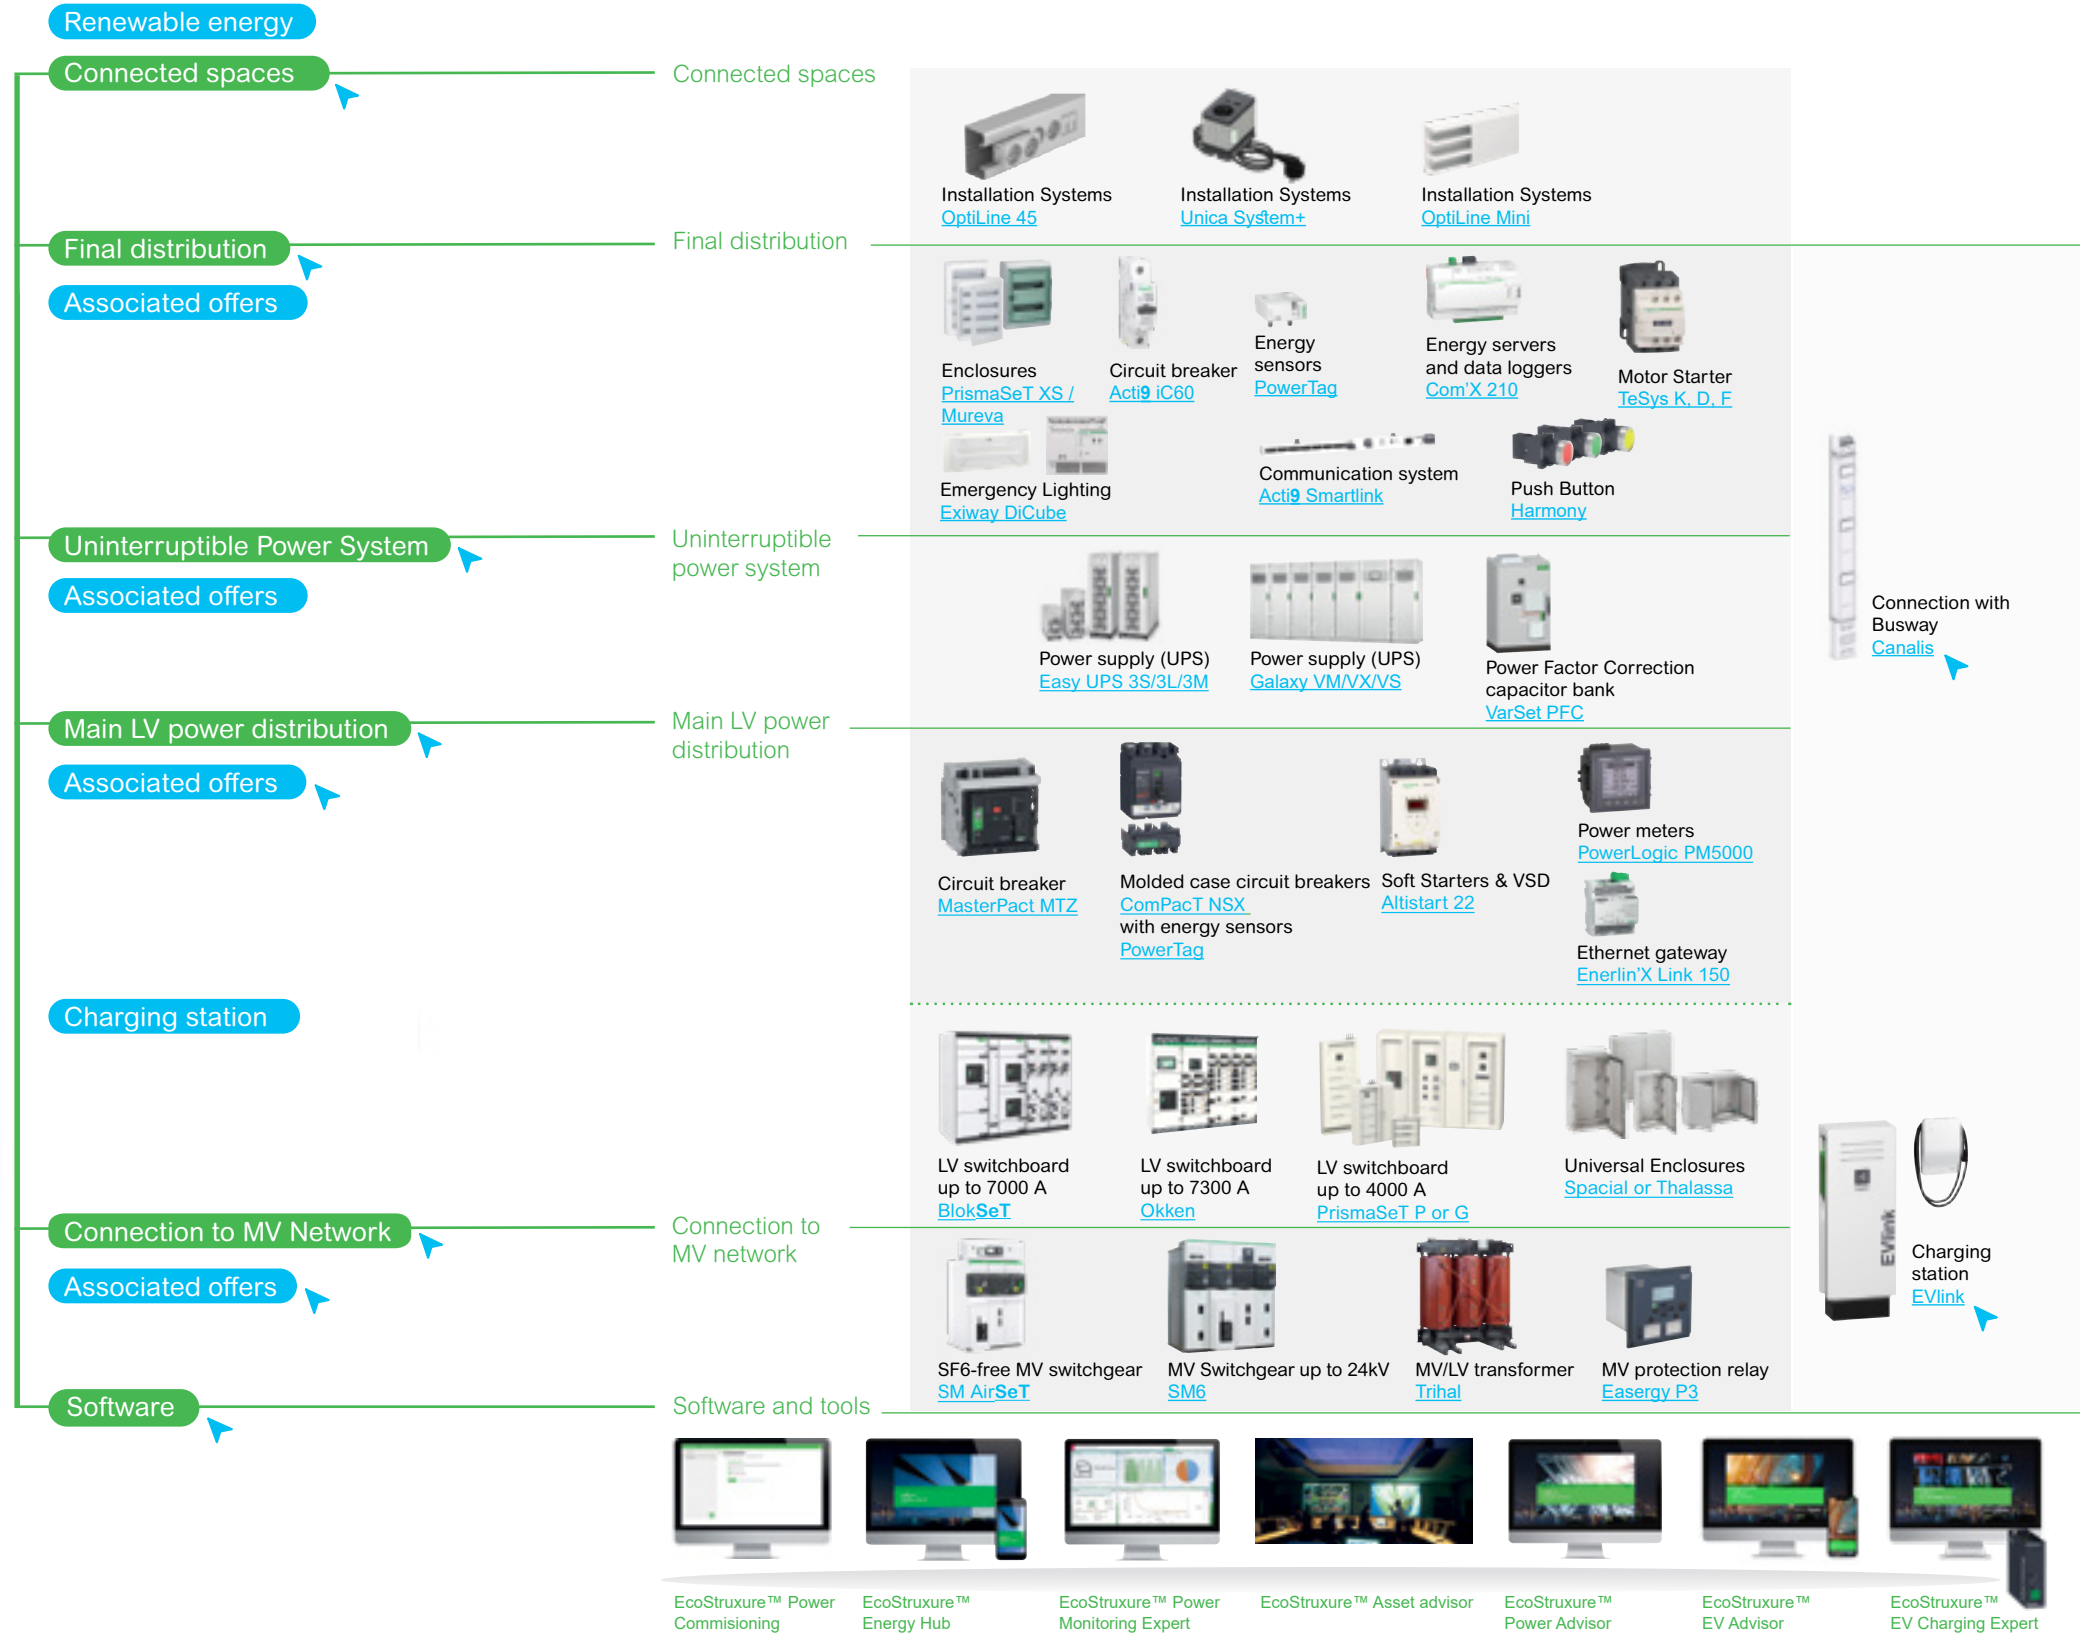 Renewable energy
Connected spaces
Connected spaces
Installation Systems
OptiLine 45
Installation Systems
Unica System+
Installation Systems
OptiLine Mini
Final distribution
Final distribution
Associated offers
Enclosures
PrismaSeT XS /
Mureva
Circuit breaker
Acti9 iC60
Energy
sensors
PowerTag
Energy servers
and data loggers
Com'X 210
Motor Starter
TeSys K, D, F
Emergency Lighting
Exiway DiCube
Communication system
Acti9 Smartlink
Push Button
Harmony
Uninterruptible Power System
Uninterruptible
power system
Associated offers
Power supply (UPS)
Easy UPS 3S/3L/3M
Power supply (UPS)
Galaxy VM/VX/VS
Power Factor Correction
capacitor bank
VarSet PFC
Connection with
Busway
Canalis
Main LV power distribution
Main LV power
distribution
Associated offers
Circuit breaker
MasterPact MTZ
Molded case circuit breakers
ComPacT NSX
with energy sensors
PowerTag
Soft Starters & VSD
Altistart 22
Power meters
PowerLogic PM5000
Ethernet gateway
Enerlin'X Link 150
Charging station
LV switchboard
up to 7000 A
BlokSeT
LV switchboard
up to 7300 A
Okken
LV switchboard
up to 4000 A
PrismaSeT P or G
Universal Enclosures
Spacial or Thalassa
EVlink
Charging
station
EVlink
Connection to MV Network
Connection to
MV network
Associated offers
SF6-free MV switchgear
SM AirSeT
MV Switchgear up to 24kV
SM6
MV/LV transformer
Trihal
MV protection relay
Easergy P3
Software
Software and tools
EcoStruxure™ Power
Commisioning
EcoStruxure™
Energy Hub
EcoStruxure™ Power
Monitoring Expert
EcoStruxure™ Asset advisor
EcoStruxure™
Power Advisor
EcoStruxure™
EV Advisor
EcoStruxure™
EV Charging Expert